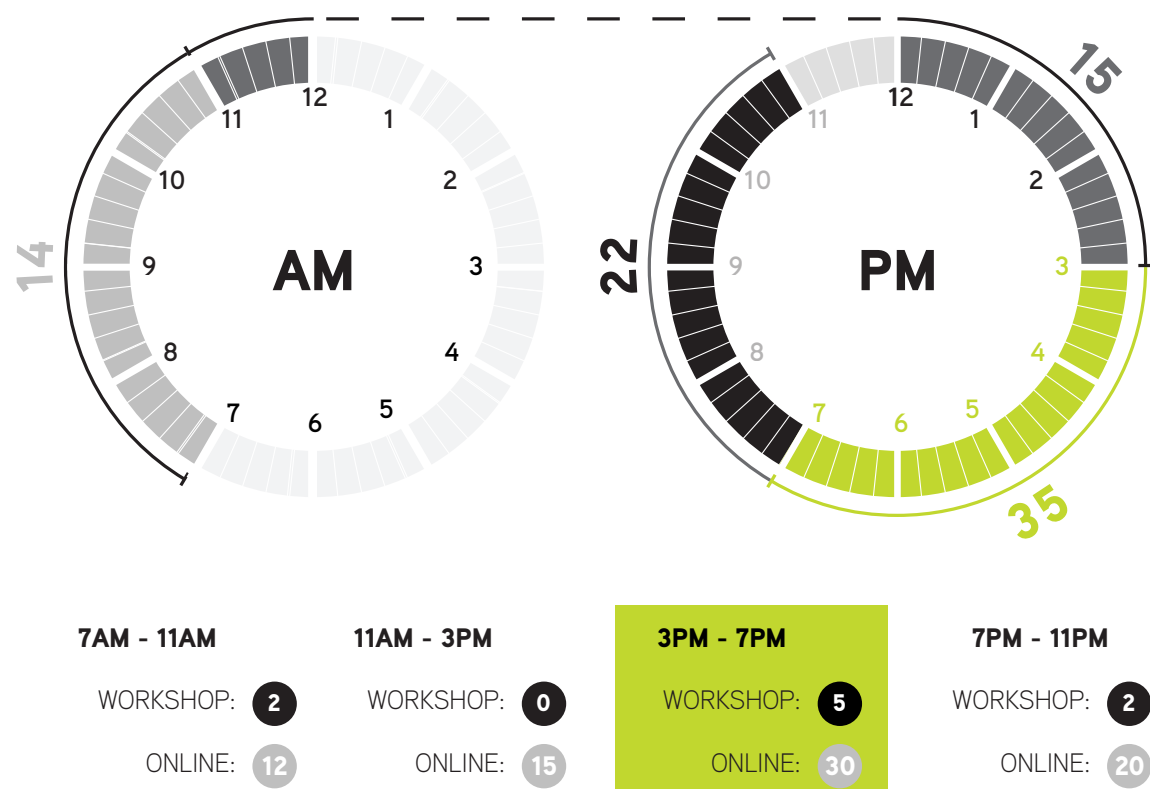 12
1
2
3
4
5
6
7
8
9
10
11
AM
14
12
1
2
3
4
5
6
7
8
9
10
11
PM
15
22
35
7AM - 11AM
WORKSHOP: 2
ONLINE: 12
11AM - 3PM
WORKSHOP: 0
ONLINE: 15
3PM - 7PM
WORKSHOP: 5
ONLINE: 30
7PM - 11PM
WORKSHOP: 2
ONLINE: 20